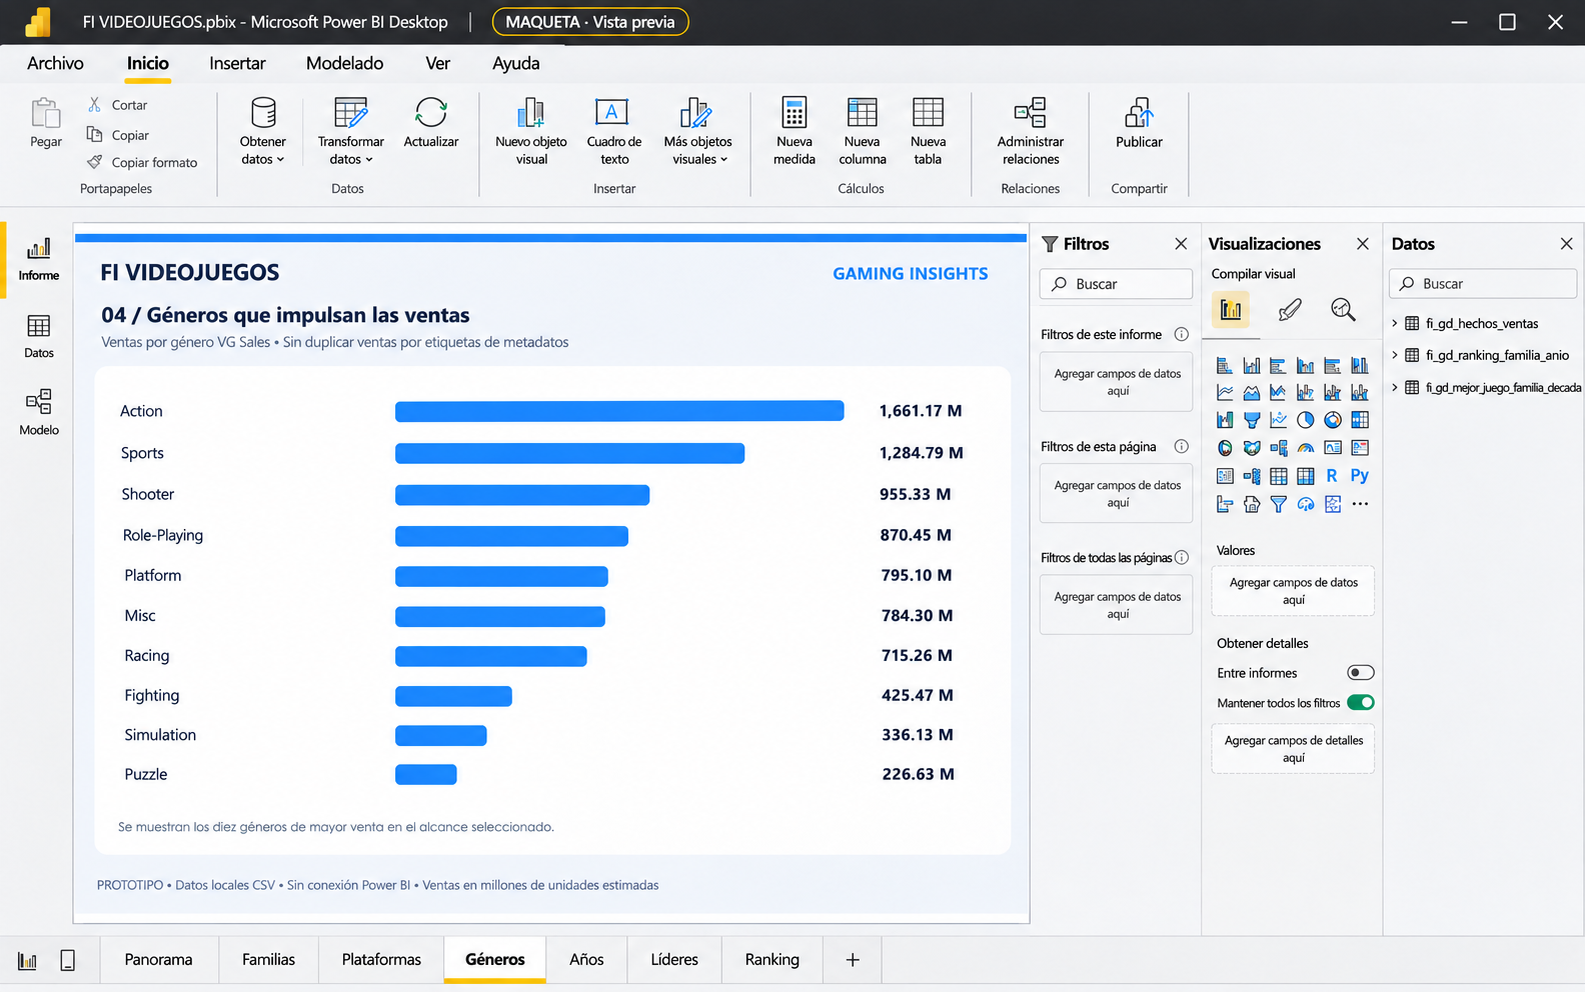 FI VIDEOJUEGOS.pbix - Microsoft Power BI Desktop
MAQUETA · Vista previa
Archivo
Inicio
Insertar
Modelado
Ver
Ayuda
Pegar
Cortar
Copiar
Copiar formato
Portapapeles
Obtener
datos
Transformar
datos
Actualizar
Datos
Nuevo objeto
visual
A
Cuadro de
texto
Más objetos
visuales
Insertar
Nueva
medida
Nueva
columna
Nueva
tabla
Cálculos
Administrar
relaciones
Relaciones
Publicar
Compartir
Informe
Datos
Modelo
FI VIDEOJUEGOS
GAMING INSIGHTS
04 / Géneros que impulsan las ventas
Ventas por género VG Sales • Sin duplicar ventas por etiquetas de metadatos
Action 1,661.17 M
Sports 1,284.79 M
Shooter 955.33 M
Role-Playing 870.45 M
Platform 795.10 M
Misc 784.30 M
Racing 715.26 M
Fighting 425.47 M
Simulation 336.13 M
Puzzle 226.63 M
Se muestran los diez géneros de mayor venta en el alcance seleccionado.
PROTOTIPO • Datos locales CSV • Sin conexión Power BI • Ventas en millones de unidades estimadas
Filtros
Buscar
Filtros de este informe
Agregar campos de datos
aquí
Filtros de esta página
Agregar campos de datos
aquí
Filtros de todas las páginas
Agregar campos de datos
aquí
Visualizaciones
Compilar visual
R
Py
Valores
Agregar campos de datos
aquí
Obtener detalles
Entre informes
Mantener todos los filtros
Agregar campos de detalles
aquí
Datos
Buscar
fi_gd_hechos_ventas
fi_gd_ranking_familia_anio
fi_gd_mejor_juego_familia_decada
Panorama
Familias
Plataformas
Géneros
Años
Líderes
Ranking